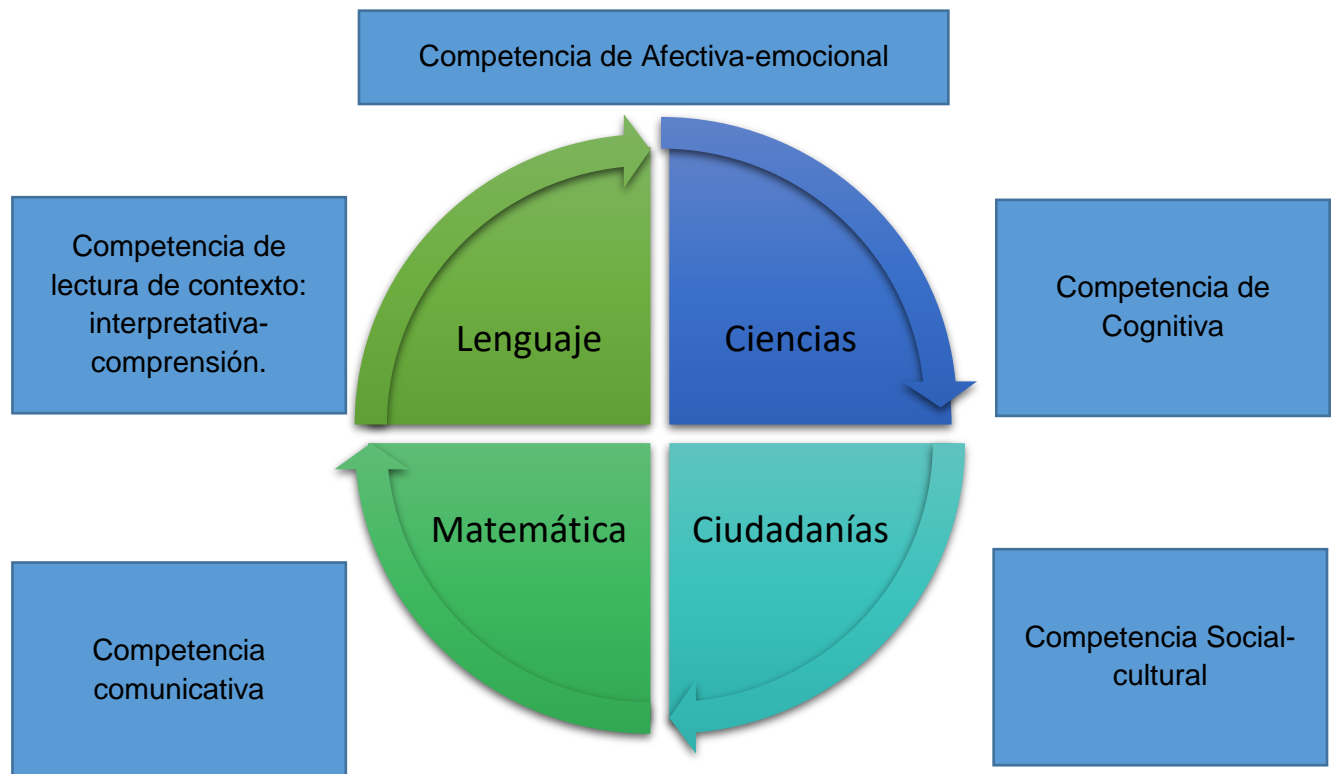 Competencia de Afectiva-emocional
Competencia de
lectura de contexto:
interpretativa-
comprensión.
Lenguaje
Ciencias
Competencia de
Cognitiva
Matemática
Ciudadanías
Competencia
comunicativa
Competencia Social-
cultural